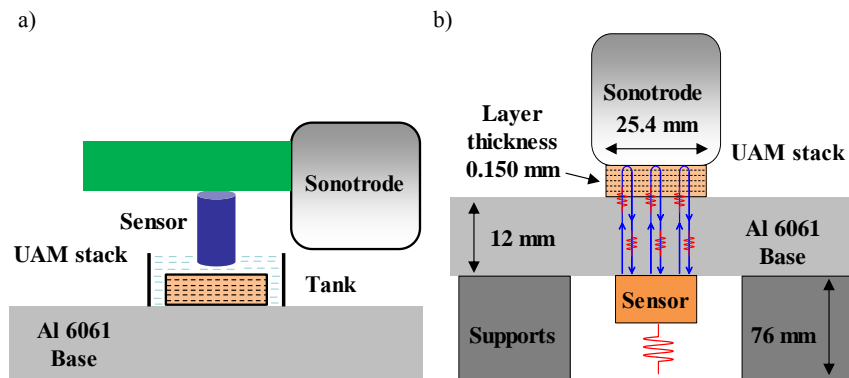 a)
Sensor
Sonotrode
UAM stack
Tank
Al 6061
Base
b)
Sonotrode
25.4 mm
Layer
thickness
0.150 mm
UAM stack
12 mm
Al 6061
Base
Sensor
Supports
76 mm